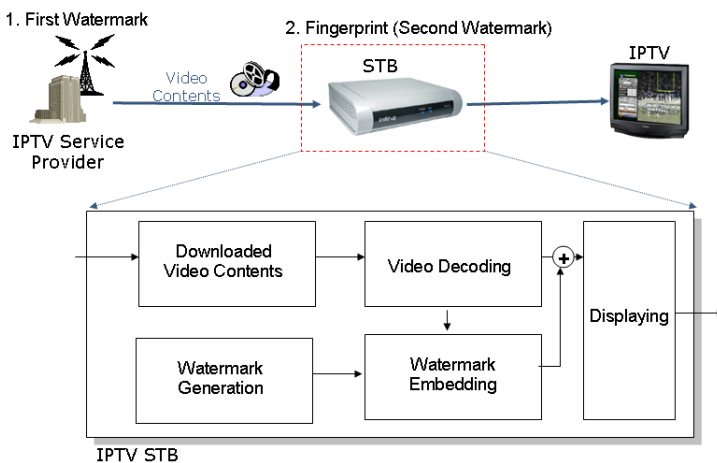 1. First Watermark
2. Fingerprint (Second Watermark)
IPTV
STB
Video
Contents
IPTV Service
Provider
Downloaded
Video Contents
Video Decoding
+
Displaying
Watermark
Generation
Watermark
Embedding
IPTV STB